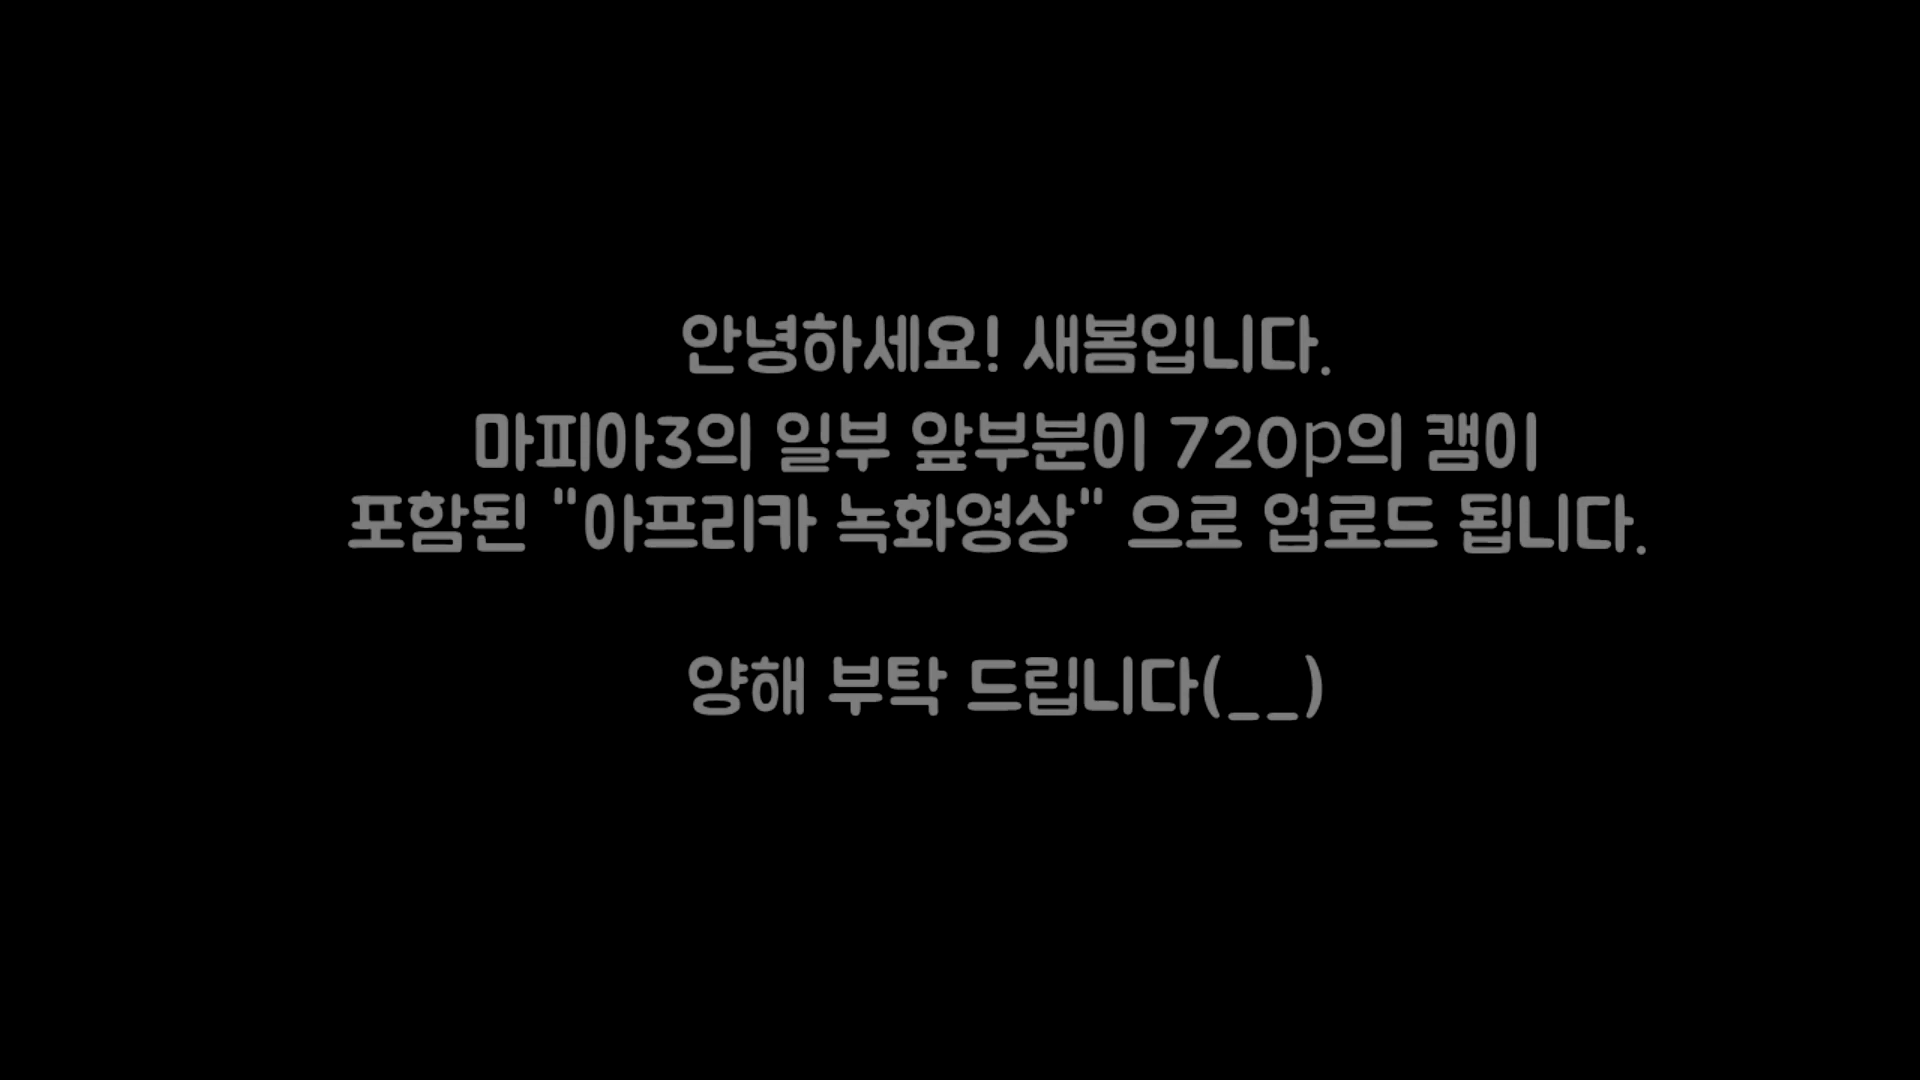 안녕하세요! 새봄입니다.
마피아3의 일부 앞부분이 720p의 캠이
포함된 "아프리카 녹화영상" 으로 업로드 됩니다.
양해 부탁 드립니다(__)